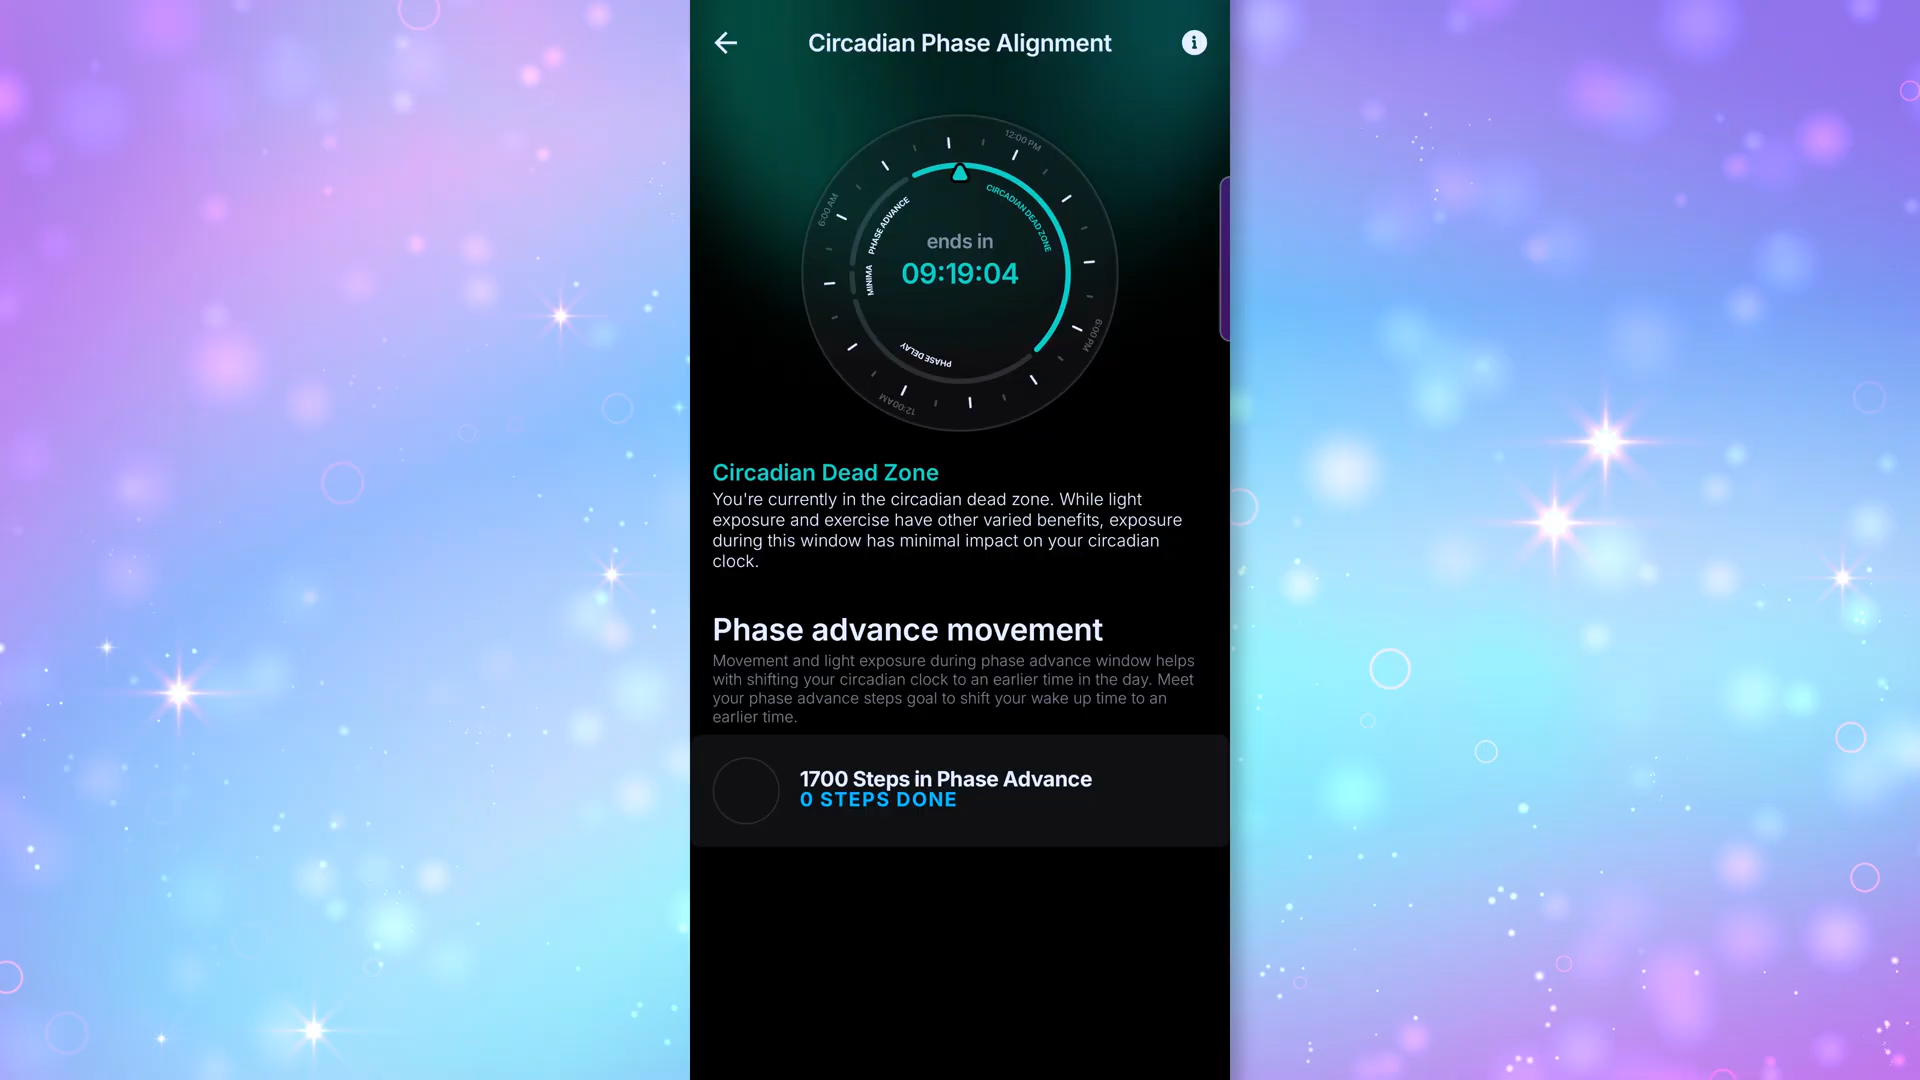 Circadian Phase Alignment
12:00 PM
6:00 AM
PHASE ADVANCE
CIRCADIAN DEAD ZONE
ends in
09:19:04
MINIMA
6:00 PM
PHASE DELAY
12:00AM
Circadian Dead Zone
You're currently in the circadian dead zone. While light
exposure and exercise have other varied benefits, exposure
during this window has minimal impact on your circadian
clock.
Phase advance movement
Movement and light exposure during phase advance window helps
with shifting your circadian clock to an earlier time in the day. Meet
your phase advance steps goal to shift your wake up time to an
earlier time.
1700 Steps in Phase Advance
0 STEPS DONE